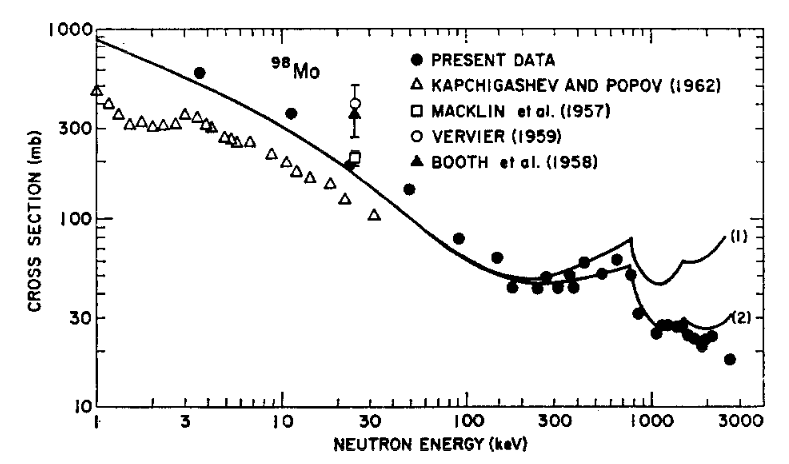 1000
300
100
30
10
CROSS SECTION (mb)
98Mo
PRESENT DATA
KAPCHIGASHEV AND POPOV (1962)
MACKLIN et al. (1957)
VERVIER (1959)
BOOTH et al. (1958)
(1)
(2)
1 3 10 30 100 300 1000 3000
NEUTRON ENERGY (keV)